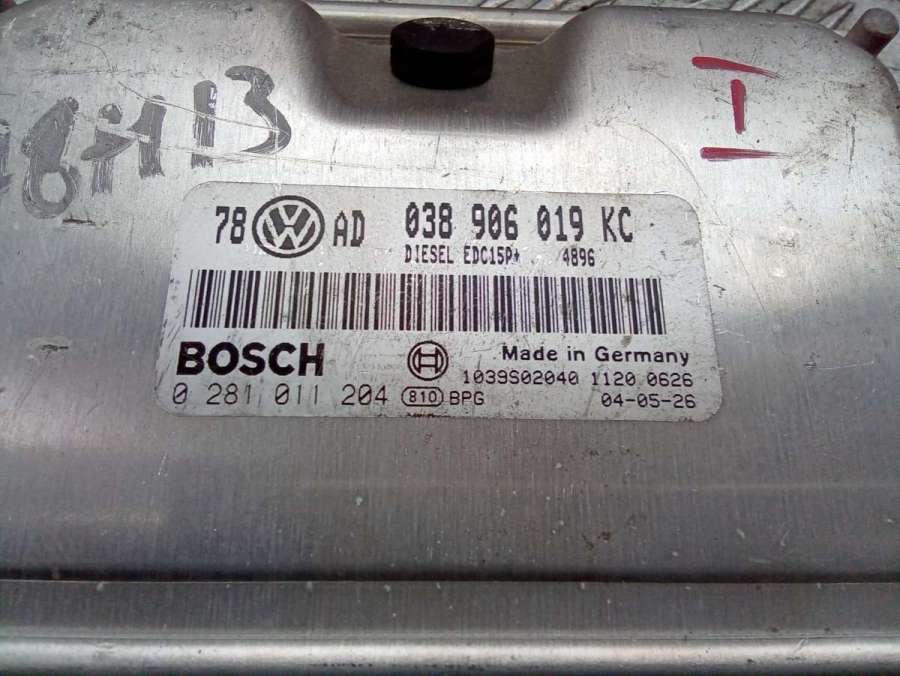 I
78 VW AD 038 906 019 KC
DIESEL EDC15P* 4896
BOSCH Made in Germany
1039S02040 1120 0626
0 281 011 204 810 BPG 04-05-26